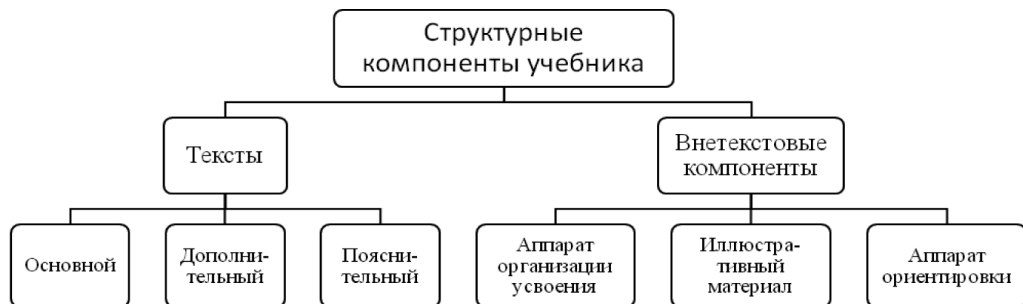 Структурные
компоненты учебника
Тексты
Внетекстовые
компоненты
Основной
Дополни-
тельный
Поясни-
тельный
Аппарат
организации
усвоения
Иллюстра-
тивный
материал
Аппарат
ориентировки